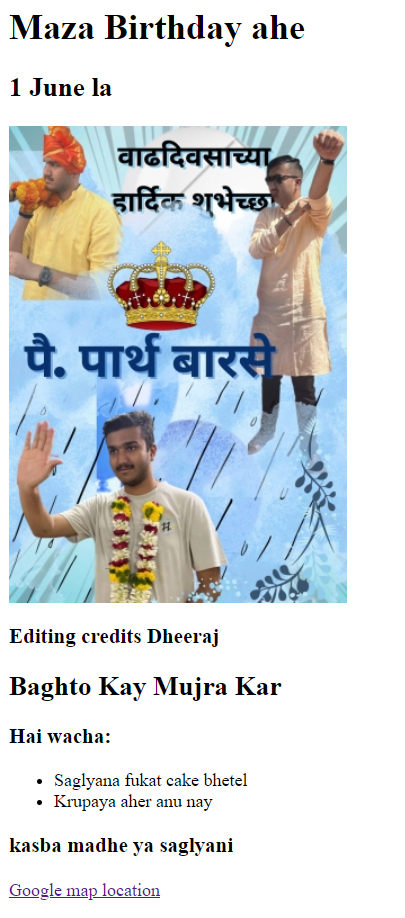 Maza Birthday ahe
1 June la
वाढदिवसाच्या
हार्दिक शुभेच्छा
पै. पार्थ बारसे
Editing credits Dheeraj
Baghto Kay Mujra Kar
Hai wacha:
Saglyana fukat cake bhetel
Krupaya aher anu nay
kasba madhe ya saglyani
Google map location